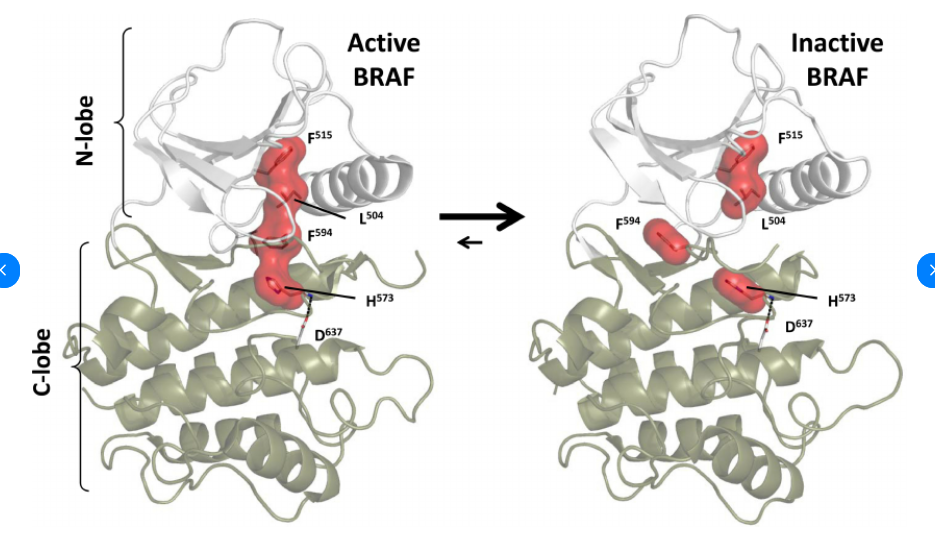 Active
BRAF
N-lobe
F515
L504
F594
H573
D637
C-lobe
Inactive
BRAF
F515
L504
F594
H573
D637